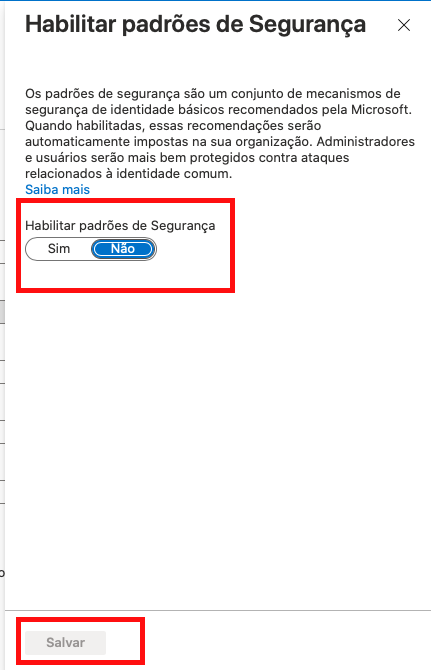 Habilitar padrões de Segurança
Os padrões de segurança são um conjunto de mecanismos de
segurança de identidade básicos recomendados pela Microsoft.
Quando habilitadas, essas recomendações serão
automaticamente impostas na sua organização. Administradores
e usuários serão mais bem protegidos contra ataques
relacionados à identidade comum.
Saiba mais
Habilitar padrões de Segurança
Sim Não
o
Salvar